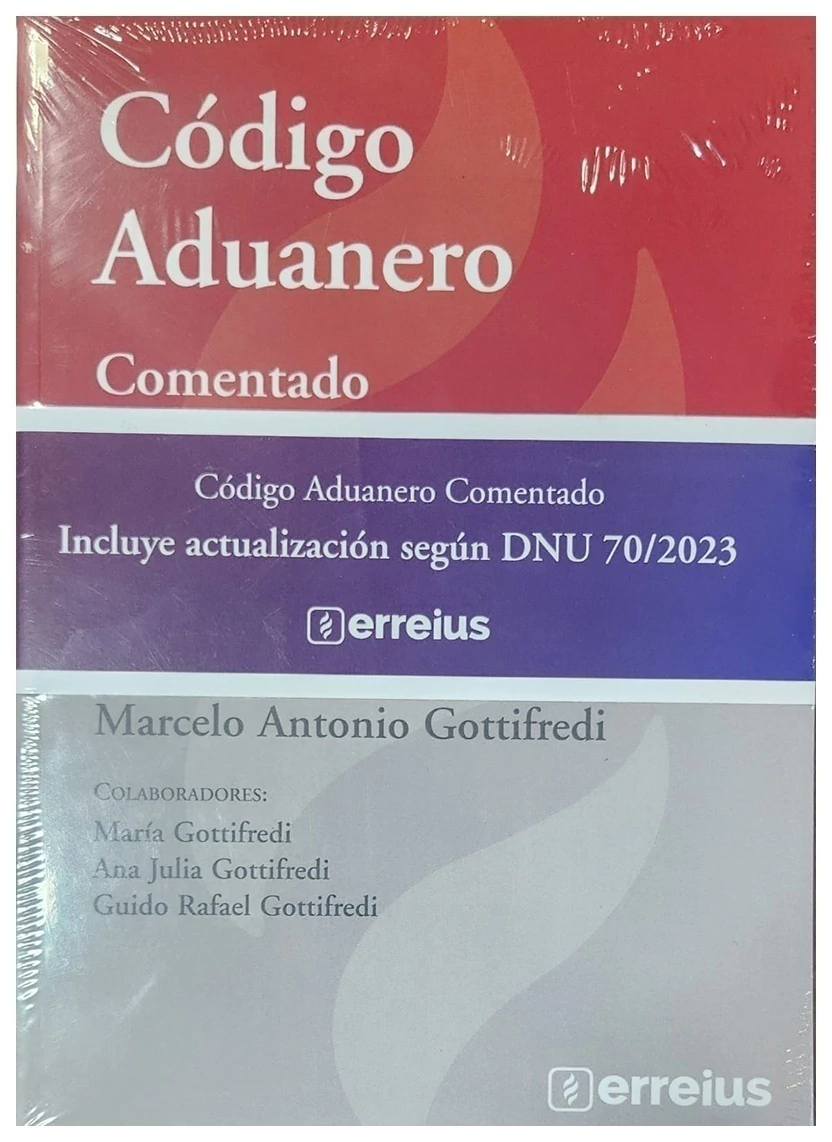 Código
Aduanero
Comentado
Código Aduanero Comentado
Incluye actualización según DNU 70/2023
erreius
Marcelo Antonio Gottifredi
COLABORADORES:
María Gottifredi
Ana Julia Gottifredi
Guido Rafael Gottifredi
erreius